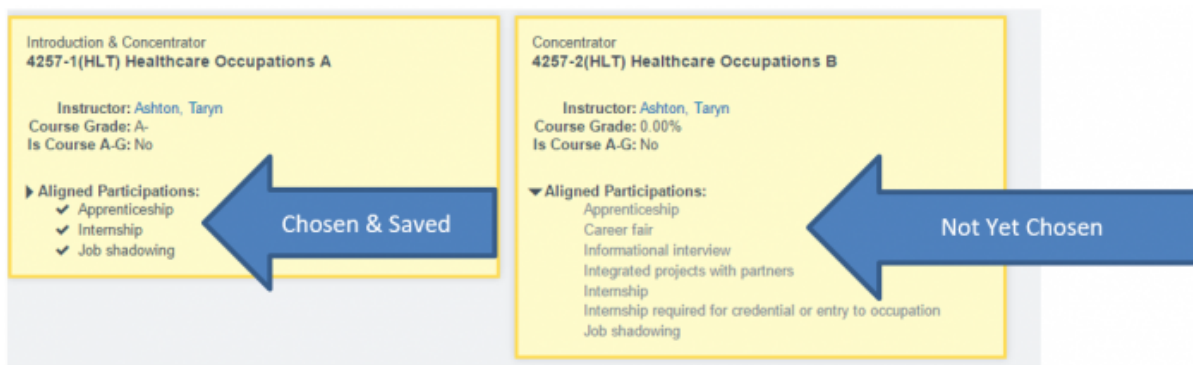 Introduction & Concentrator
4257-1(HLT) Healthcare Occupations A
Instructor: Ashton, Taryn
Course Grade: A-
Is Course A-G: No
Aligned Participations:
Apprenticeship
Internship
Job shadowing
Chosen & Saved
Concentrator
4257-2(HLT) Healthcare Occupations B
Instructor: Ashton, Taryn
Course Grade: 0.00%
Is Course A-G: No
Aligned Participations:
Apprenticeship
Career fair
Informational interview
Integrated projects with partners
Internship
Internship required for credential or entry to occupation
Job shadowing
Not Yet Chosen